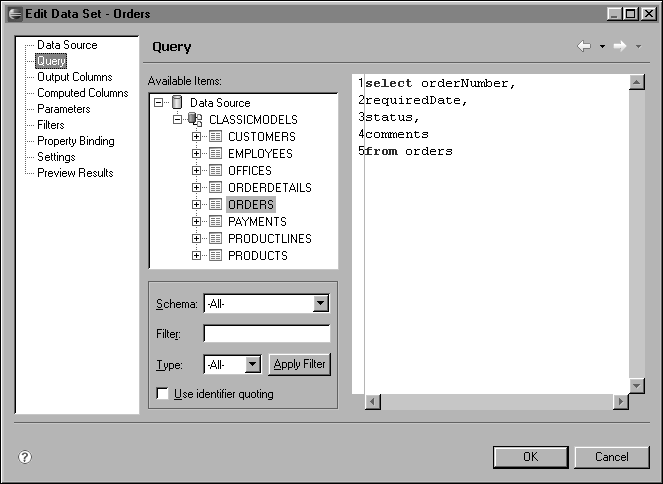 Edit Data Set - Orders
Data Source
Query
Output Columns
Computed Columns
Parameters
Filters
Property Binding
Settings
Preview Results
Query
Available Items:
Data Source
CLASSICMODELS
CUSTOMERS
EMPLOYEES
OFFICES
ORDERDETAILS
ORDERS
PAYMENTS
PRODUCTLINES
PRODUCTS
Schema: -All-
Filter:
Type: -All- Apply Filter
Use identifier quoting
1select orderNumber,
2requiredDate,
3status,
4comments
5from orders
?
OK Cancel